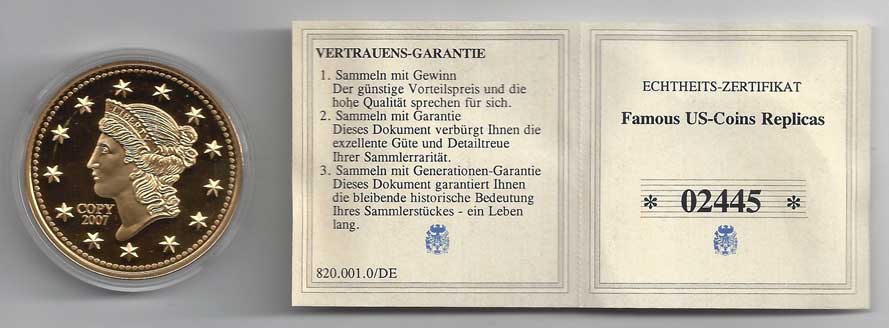 LIBERTY
COPY
2007
VERTRAUENS-GARANTIE
1. Sammeln mit Gewinn
Der günstige Vorteilspreis und die
hohe Qualität sprechen für sich.
2. Sammeln mit Garantie
Dieses Dokument verbürgt Ihnen die
exzellente Güte und Detailtreue
Ihrer Sammlerrarität.
3. Sammeln mit Generationen-Garantie
Dieses Dokument garantiert Ihnen
die bleibende historische Bedeutung
Ihres Sammlerstückes - ein Leben
lang.
820.001.0/DE
ECHTHEITS-ZERTIFIKAT
Famous US-Coins Replicas
* 02445 *